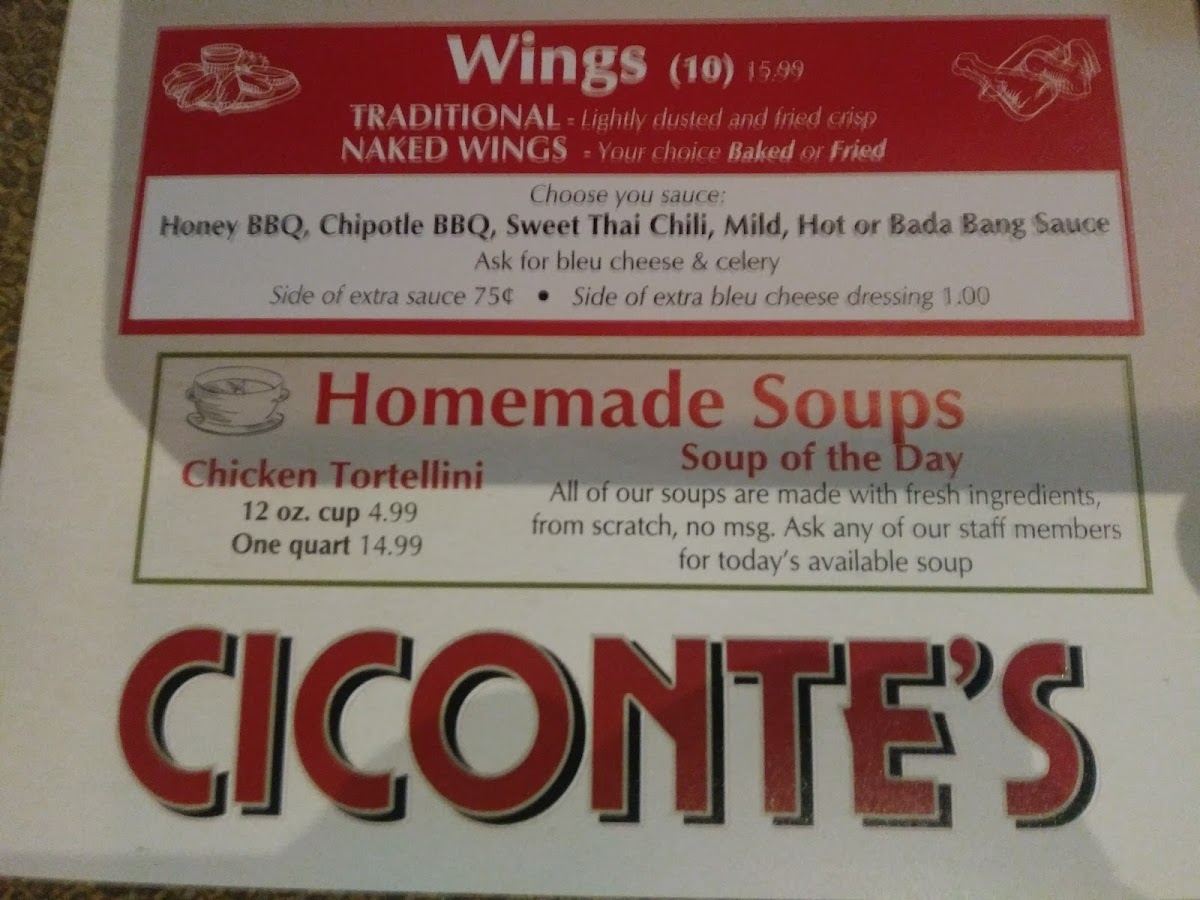 Wings (10) 15.99
TRADITIONAL - Lightly dusted and fried crisp
NAKED WINGS - Your choice Baked or Fried
Choose you sauce:
Honey BBQ, Chipotle BBQ, Sweet Thai Chili, Mild, Hot or Bada Bang Sauce
Ask for bleu cheese & celery
Side of extra sauce 75¢ • Side of extra bleu cheese dressing 1.00
Homemade Soups
Chicken Tortellini
12 oz. cup 4.99
One quart 14.99
Soup of the Day
All of our soups are made with fresh ingredients,
from scratch, no msg. Ask any of our staff members
for today's available soup
CICONTE'S